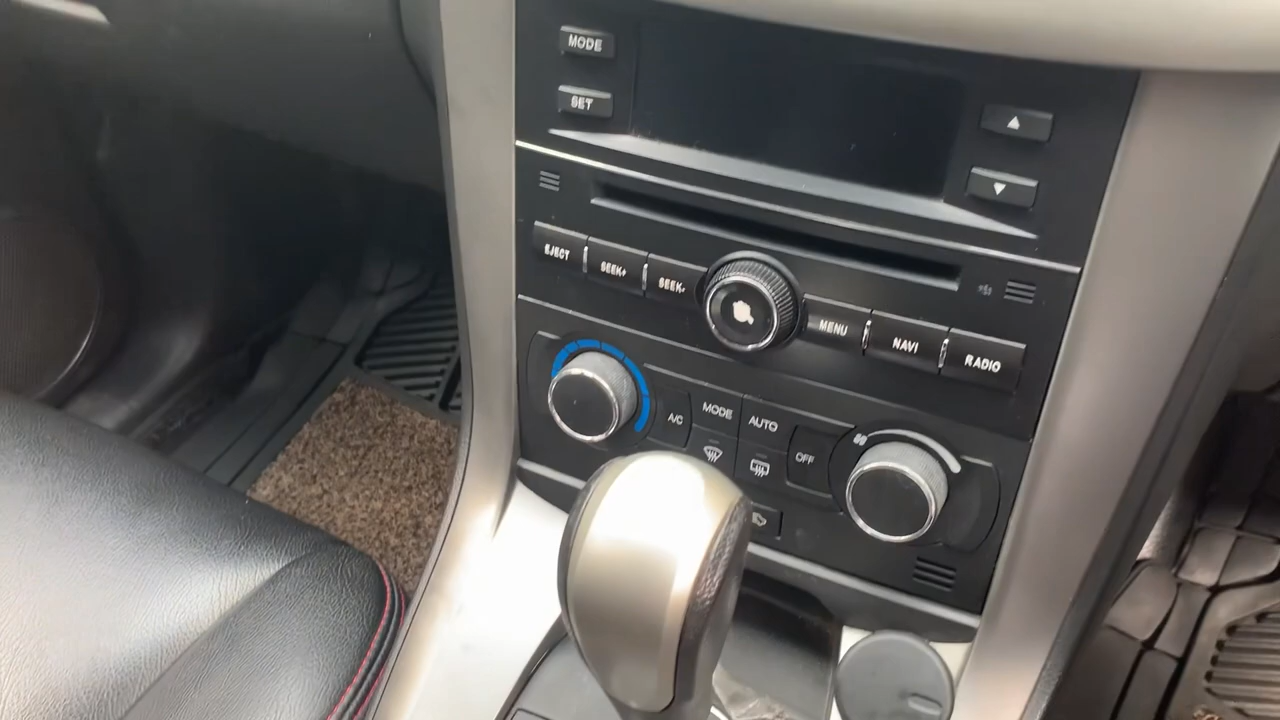 MODE
SET
EJECT
SEEK+
SEEK-
MENU
NAVI
RADIO
A/C
MODE
AUTO
OFF